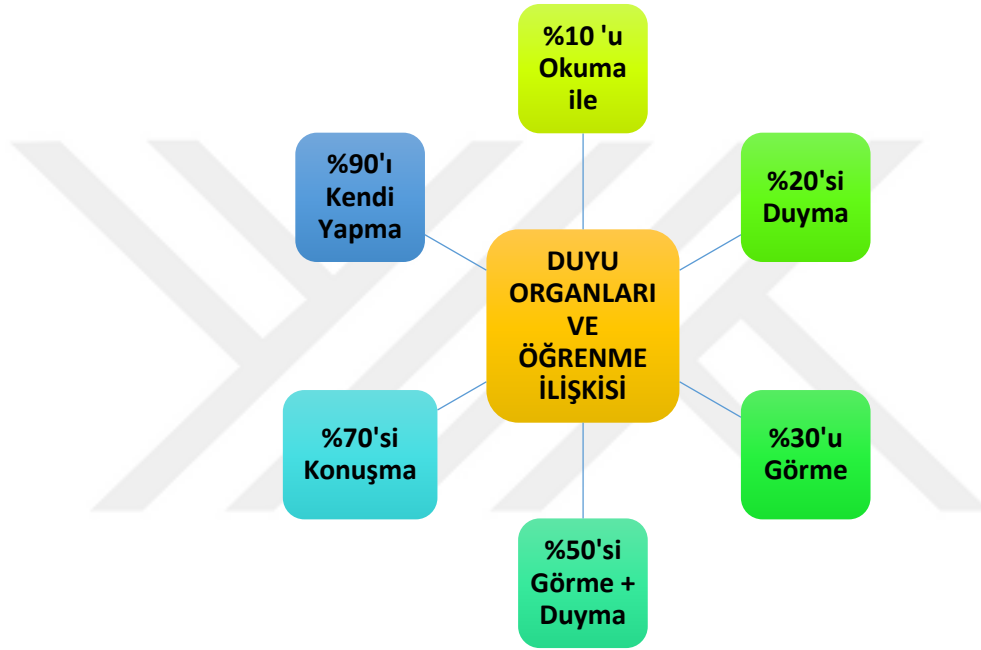 %10 'u
Okuma
ile
%20'si
Duyma
%30'u
Görme
%50'si
Görme +
Duyma
%70'si
Konuşma
%90'ı
Kendi
Yapma
DUYU
ORGANLARI
VE
ÖĞRENME
İLİŞKİSİ